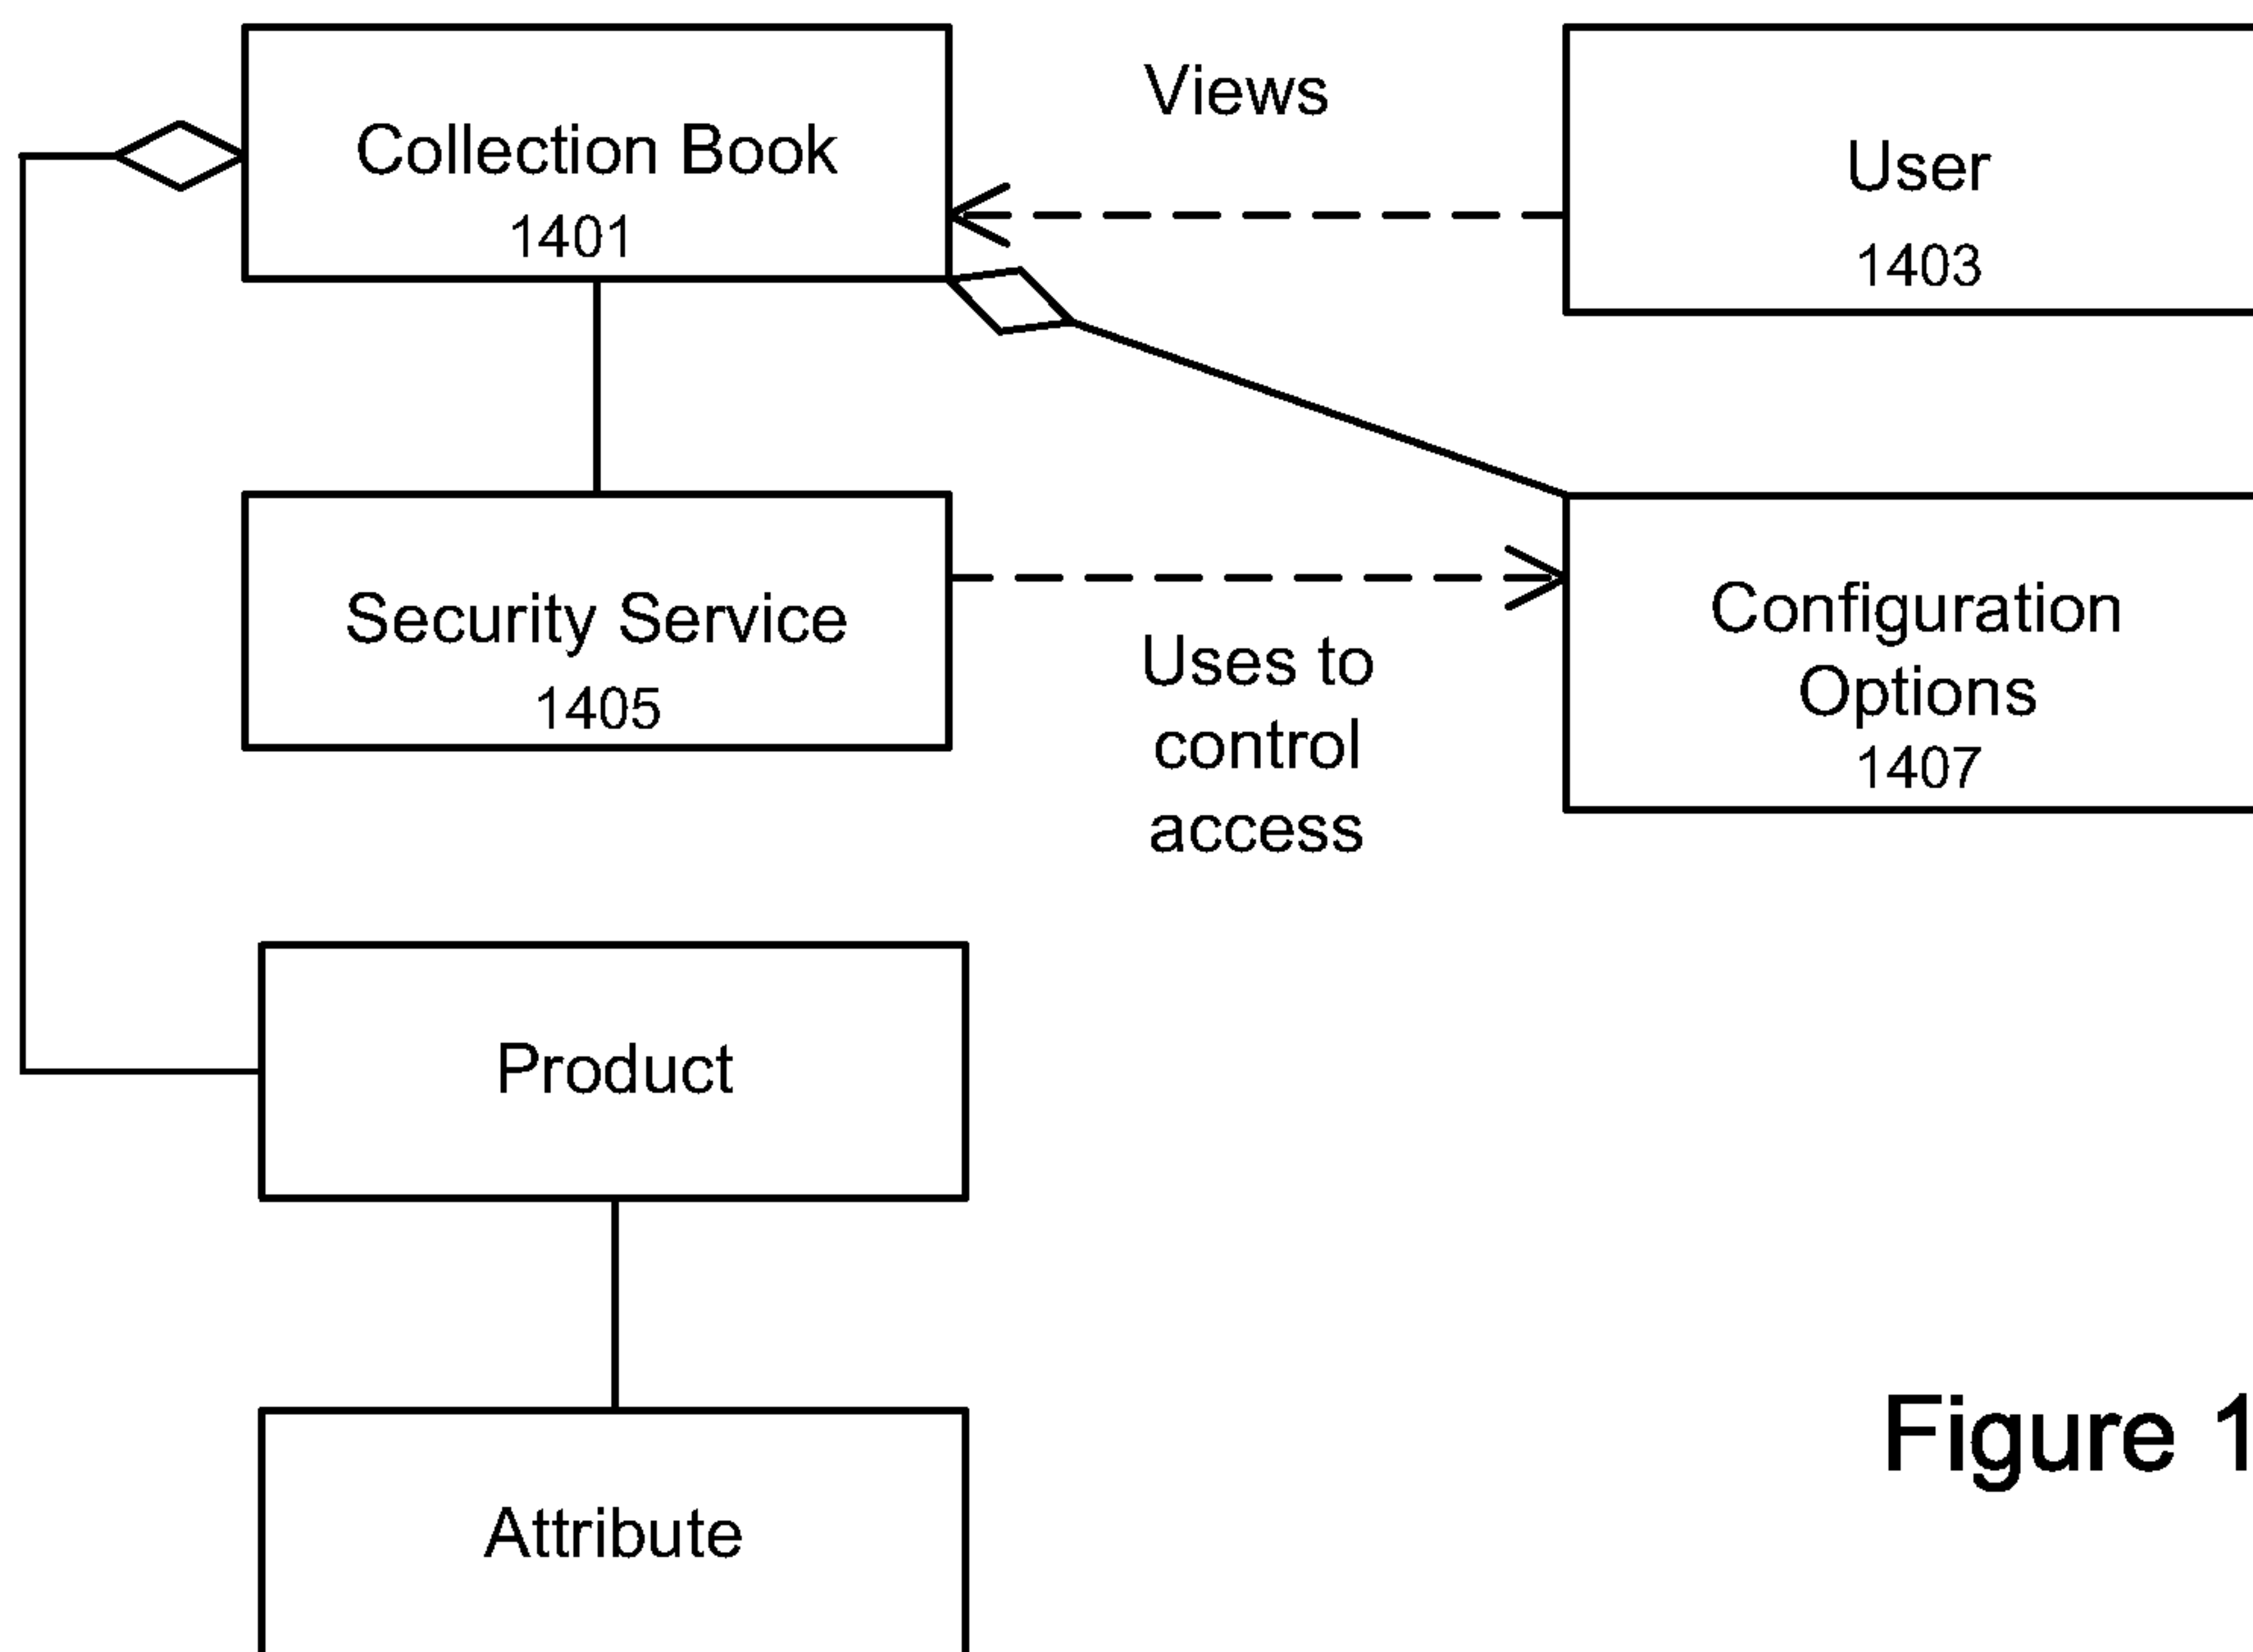 Collection Book
1401
Views
User
1403
Security Service
1405
Uses to
control
access
Configuration
Options
1407
Product
Attribute
Figure 1